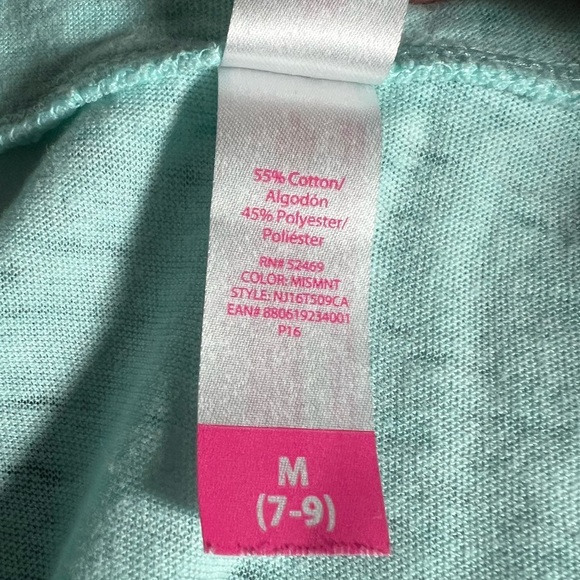 55% Cotton/
Algodón
45% Polyester/
Poliéster
RN# 52469
COLOR: MISMNT
STYLE: NJ16T509CA
EAN# 880619234001
P16
M
(7-9)